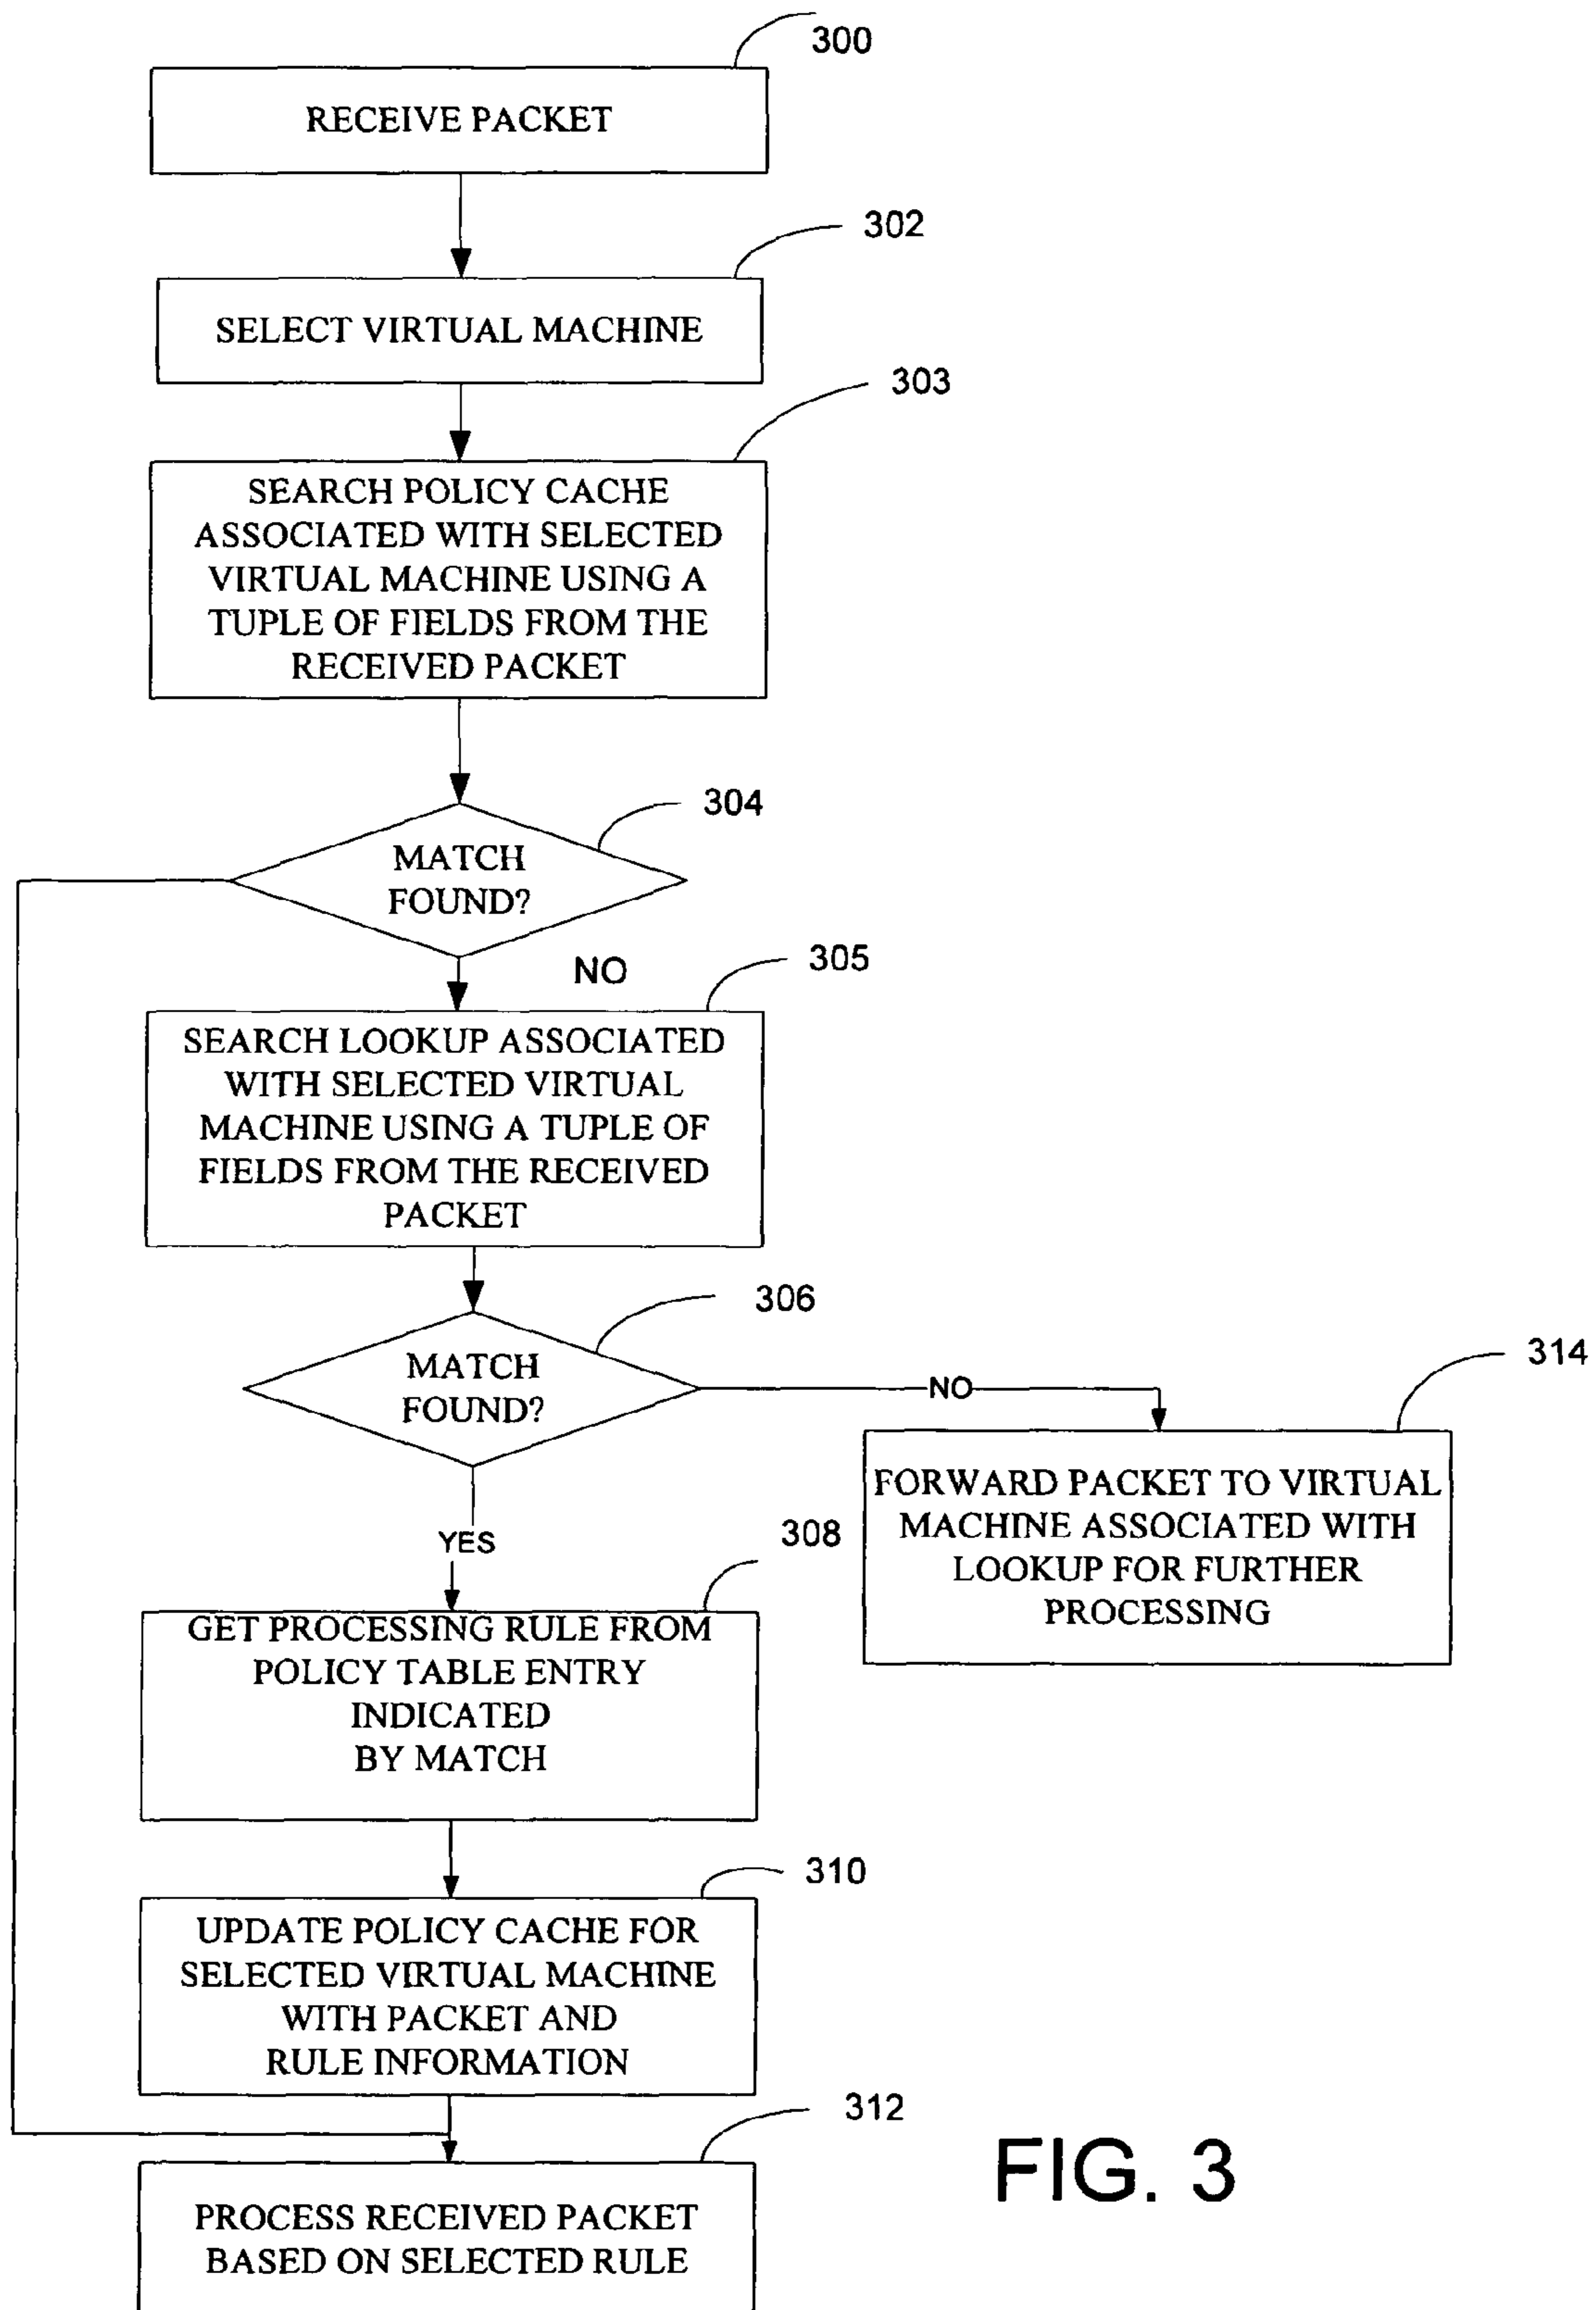 300
RECEIVE PACKET
302
SELECT VIRTUAL MACHINE
303
SEARCH POLICY CACHE
ASSOCIATED WITH SELECTED
VIRTUAL MACHINE USING A
TUPLE OF FIELDS FROM THE
RECEIVED PACKET
304
MATCH
FOUND?
NO
305
SEARCH LOOKUP ASSOCIATED
WITH SELECTED VIRTUAL
MACHINE USING A TUPLE OF
FIELDS FROM THE RECEIVED
PACKET
306
MATCH
FOUND?
NO
314
FORWARD PACKET TO VIRTUAL
MACHINE ASSOCIATED WITH
LOOKUP FOR FURTHER
PROCESSING
YES
308
GET PROCESSING RULE FROM
POLICY TABLE ENTRY
INDICATED
BY MATCH
310
UPDATE POLICY CACHE FOR
SELECTED VIRTUAL MACHINE
WITH PACKET AND
RULE INFORMATION
312
PROCESS RECEIVED PACKET
BASED ON SELECTED RULE
FIG. 3